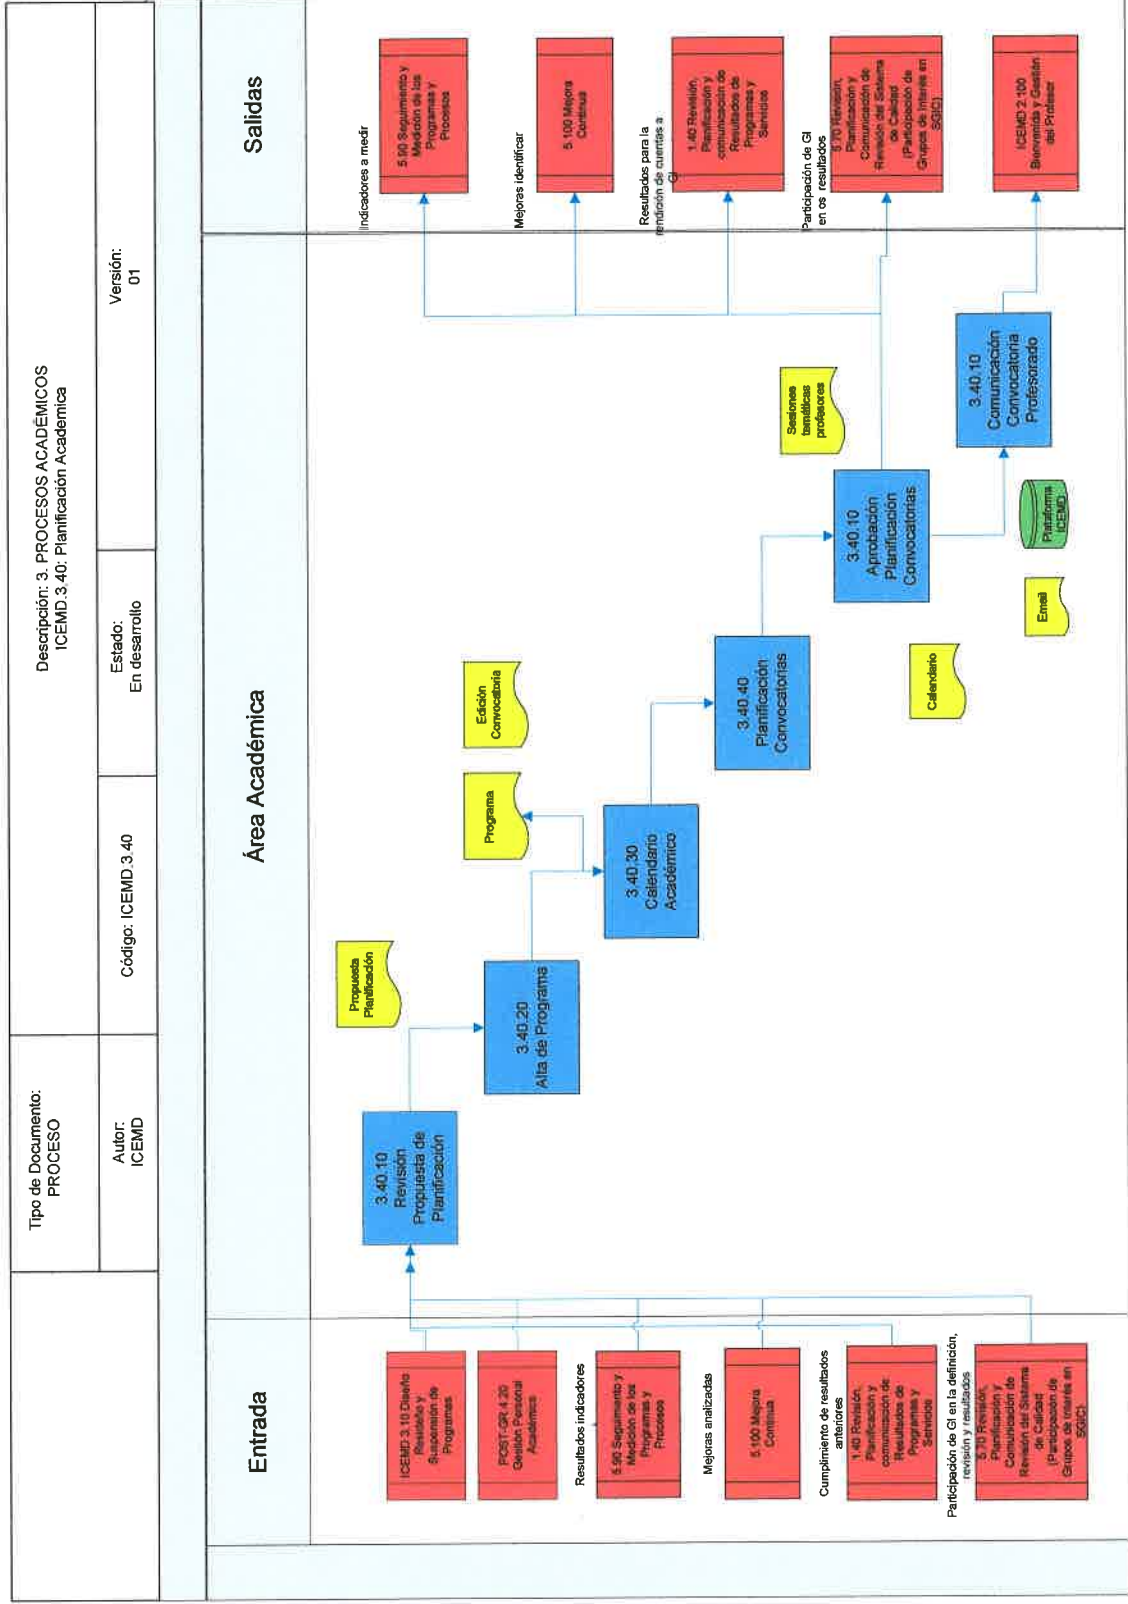 Tipo de Documento:
PROCESO
Descripción: 3. PROCESOS ACADÉMICOS
ICEMD.3.40: Planificación Academica
Autor:
ICEMD
Código: ICEMD.3.40
Estado:
En desarrollo
Versión:
01
Entrada
Área Académica
Salidas
ICEMD-3.10 Diseño
Rediseño y
Suspensión de
Programas
POST-GR 4.20
Gestión Personal
Académico
Resultados indicadores
5.90 Seguimiento y
Medición de los
Programas y
Procesos
Mejoras analizadas
5.100 Mejora
Continua
Cumplimiento de resultados
anteriores
1.40 Revisión,
Planificación y
comunicación de
Resultados de
Programas y
Servicios
Participación de GI en la definición,
revisión y resultados
5.70 Revisión,
Planificación y
Comunicación de
Revisión del Sistema
de Calidad
(Participación de
Grupos de Interés en
SGIC)
3.40.10
Revisión
Propuesta de
Planificación
Propuesta
Planificación
3.40.20
Alta de Programa
Programa
Edición
Convocatoria
3.40.30
Calendario
Académico
3.40.40
Planificación
Convocatorias
Calendario
3.40.10
Aprobación
Planificación
Convocatorias
Sesiones
temáticas
profesores
Email
Plataforma
ICEMD
3.40.10
Comunicación
Convocatoria
Profesorado
Indicadores a medir
5.90 Seguimiento y
Medición de los
Programas y
Procesos
Mejoras identificar
5.100 Mejora
Continua
Resultados para la
rendición de cuentas a
GI
1.40 Revisión,
Planificación y
comunicación de
Resultados de
Programas y
Servicios
Participación de GI
en os resultados
5.70 Revisión,
Planificación y
Comunicación de
Revisión del Sistema
de Calidad
(Participación de
Grupos de Interés en
SGIC)
ICEMD 2.100
Bienvenida y Gestión
del Profesor